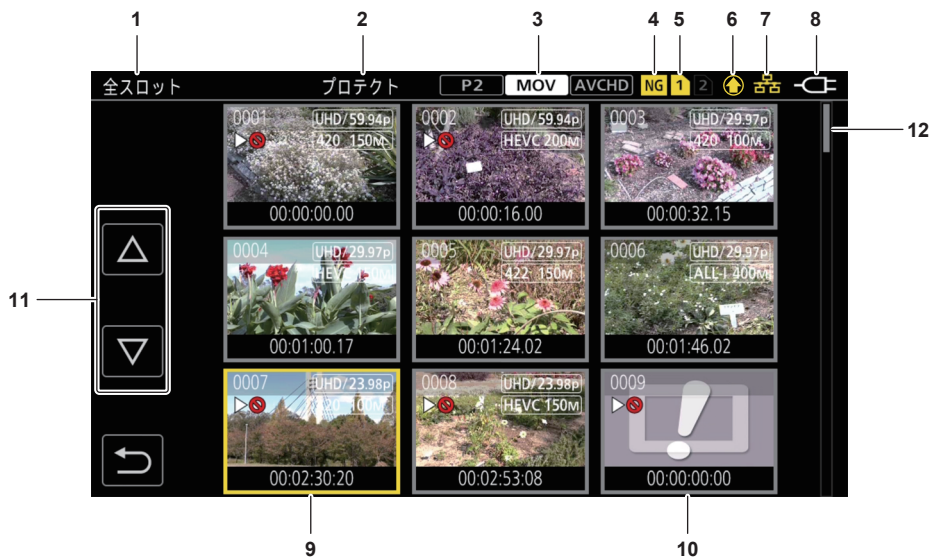 1 2 3 4 5 6 7 8
全スロット プロテクト P2 MOV AVCHD NG 1 2
12
0001 UHD/59.94p
420 150M
00:00:00.00
0002 UHD/59.94p
HEVC 200M
00:00:16.00
0003 UHD/29.97p
420 100M
00:00:32.15
11
0004 UHD/29.97p
HEVC 150M
00:01:00.17
0005 UHD/29.97p
422 150M
00:01:24.02
0006 UHD/29.97p
ALL-I 400M
00:01:46.02
0007 UHD/23.98p
420 100M
00:02:30:20
0008 UHD/23.98p
HEVC 150M
00:02:53:08
0009
00:00:00:00
9 10